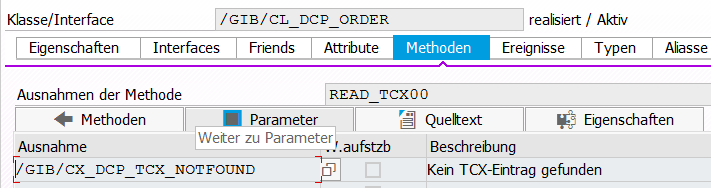 Klasse/Interface /GIB/CL_DCP_ORDER realisiert / Aktiv
Eigenschaften Interfaces Friends Attribute Methoden Ereignisse Typen Aliasse
Ausnahmen der Methode READ_TCX00
Methoden Parameter Quelltext Eigenschaften
Weiter zu Parameter
Ausnahme aufstzb Beschreibung
/GIB/CX_DCP_TCX_NOTFOUND Kein TCX-Eintrag gefunden